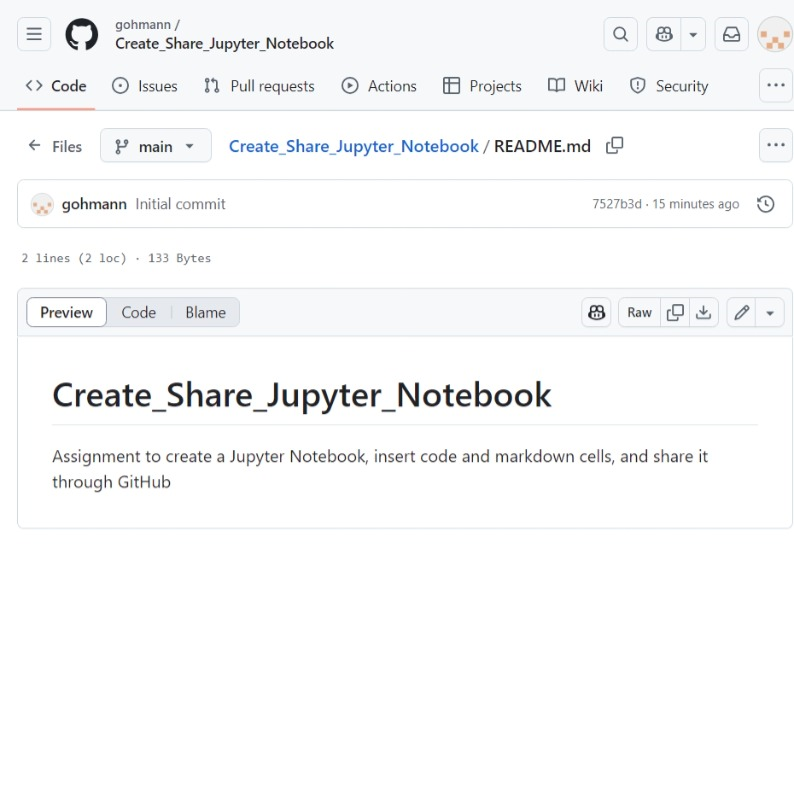 gohmann /
Create_Share_Jupyter_Notebook
Code Issues Pull requests Actions Projects Wiki Security
Files main Create_Share_Jupyter_Notebook / README.md
gohmann Initial commit 7527b3d · 15 minutes ago
2 lines (2 loc) · 133 Bytes
Preview Code Blame Raw
Create_Share_Jupyter_Notebook
Assignment to create a Jupyter Notebook, insert code and markdown cells, and share it
through GitHub